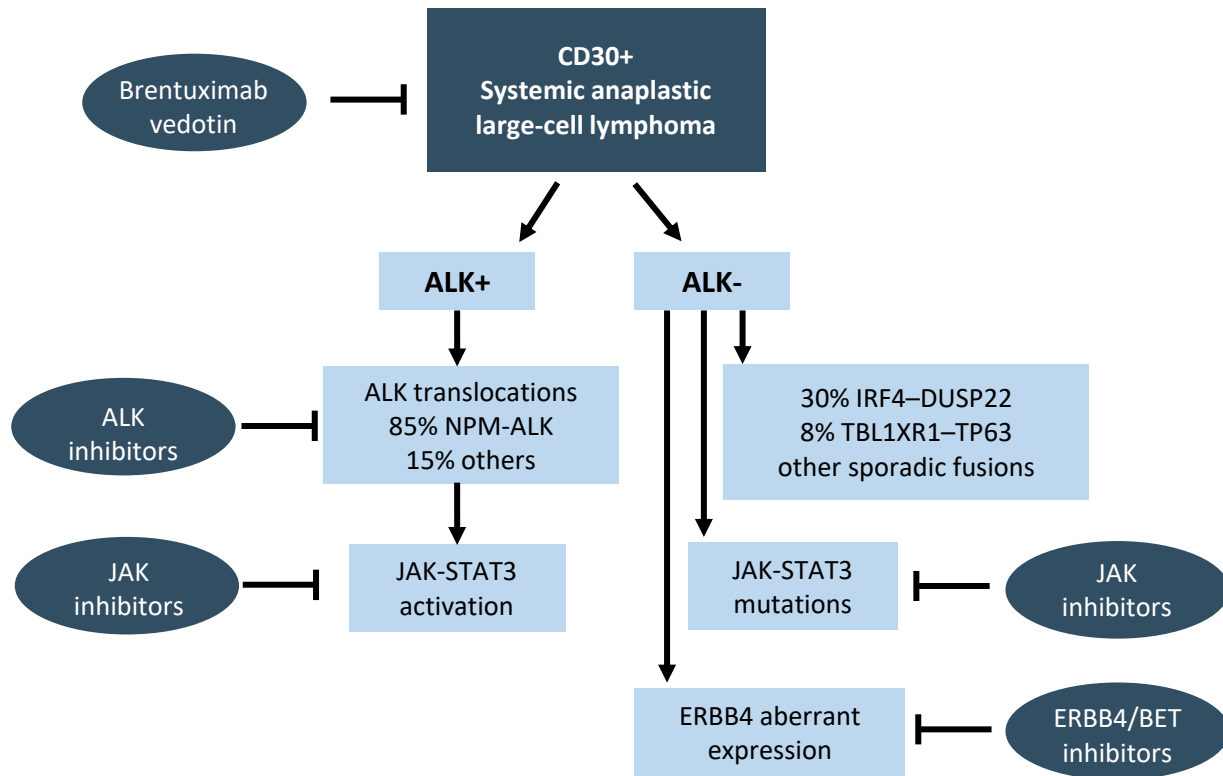 CD30+
Systemic anaplastic
large-cell lymphoma
Brentuximab
vedotin
ALK+
ALK-
ALK translocations
85% NPM-ALK
15% others
30% IRF4–DUSP22
8% TBL1XR1–TP63
other sporadic fusions
ALK
inhibitors
JAK
inhibitors
JAK-STAT3
activation
JAK-STAT3
mutations
JAK
inhibitors
ERBB4 aberrant
expression
ERBB4/BET
inhibitors